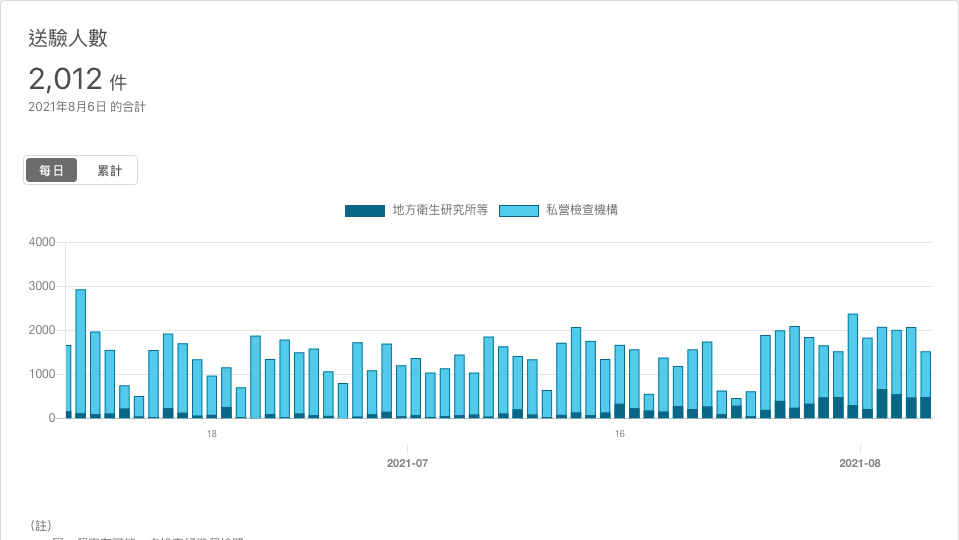 送驗人數
2,012 件
2021年8月6日 的合計
每日 累計
地方衛生研究所等 私營檢查機構
4000
3000
2000
1000
0
18 16
2021-07 2021-08
（註）